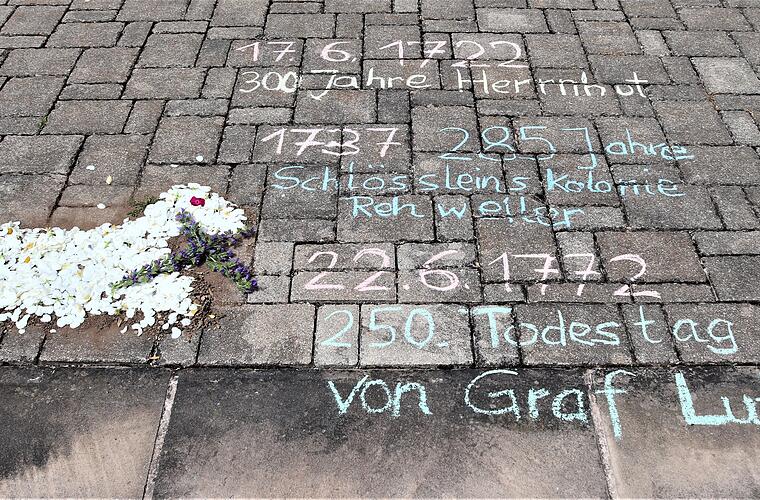 17. 6. 1722
300 Jahre Herrnhut
1737 285 Jahre
Schlössleins kolonie
Rehweiler
22.6.1772
250. Todestag
von Graf Lu